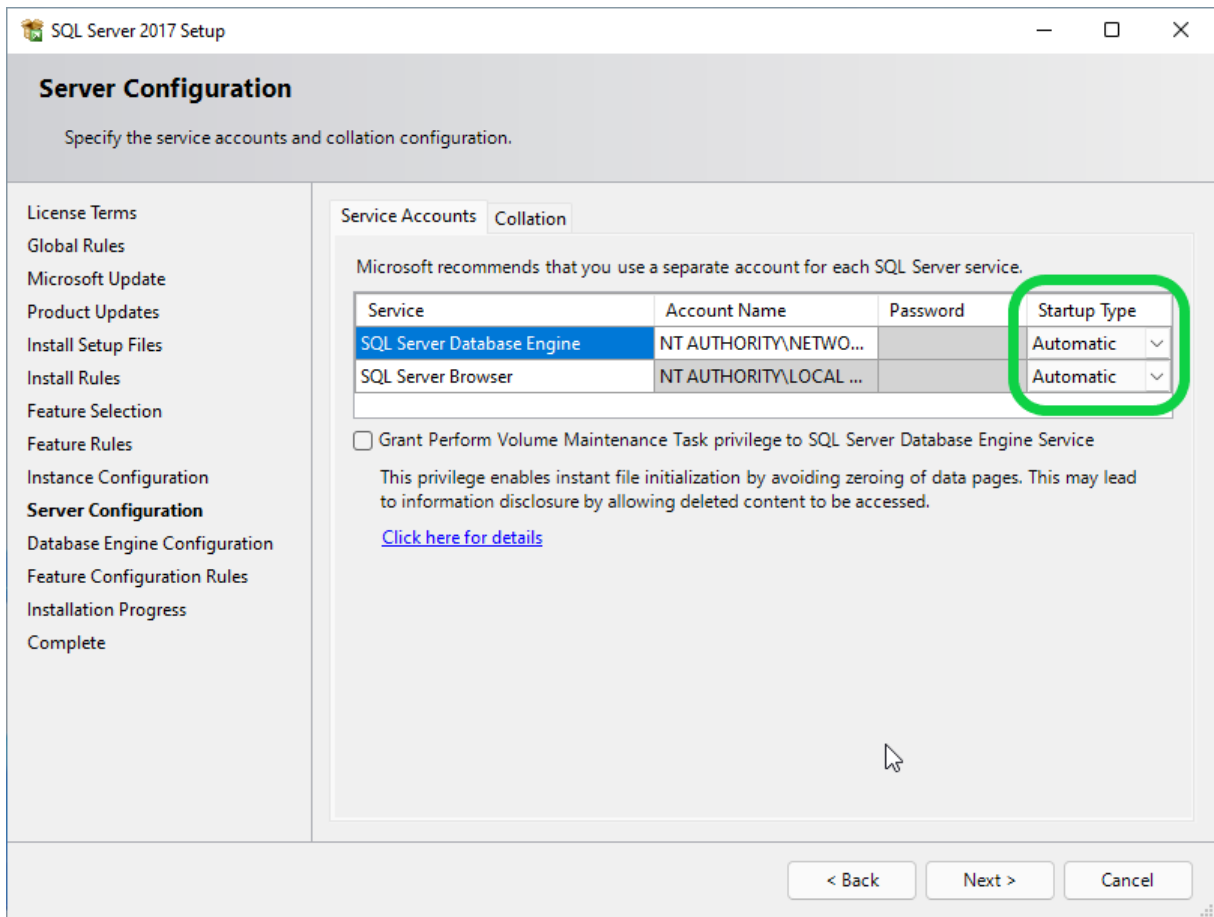 SQL Server 2017 Setup
Server Configuration
Specify the service accounts and collation configuration.
License Terms
Global Rules
Microsoft Update
Product Updates
Install Setup Files
Install Rules
Feature Selection
Feature Rules
Instance Configuration
Server Configuration
Database Engine Configuration
Feature Configuration Rules
Installation Progress
Complete
Service Accounts Collation
Microsoft recommends that you use a separate account for each SQL Server service.
Service Account Name Password Startup Type
SQL Server Database Engine NT AUTHORITY\NETWO... Automatic
SQL Server Browser NT AUTHORITY\LOCAL ... Automatic
Grant Perform Volume Maintenance Task privilege to SQL Server Database Engine Service
This privilege enables instant file initialization by avoiding zeroing of data pages. This may lead
to information disclosure by allowing deleted content to be accessed.
Click here for details
< Back Next > Cancel